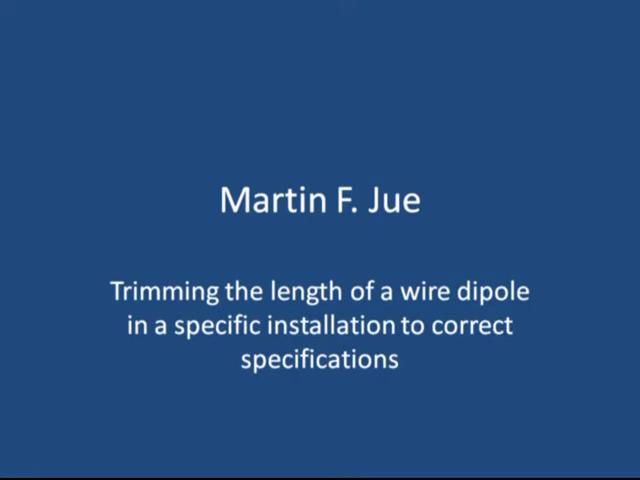 Martin F. Jue
Trimming the length of a wire dipole
in a specific installation to correct
specifications